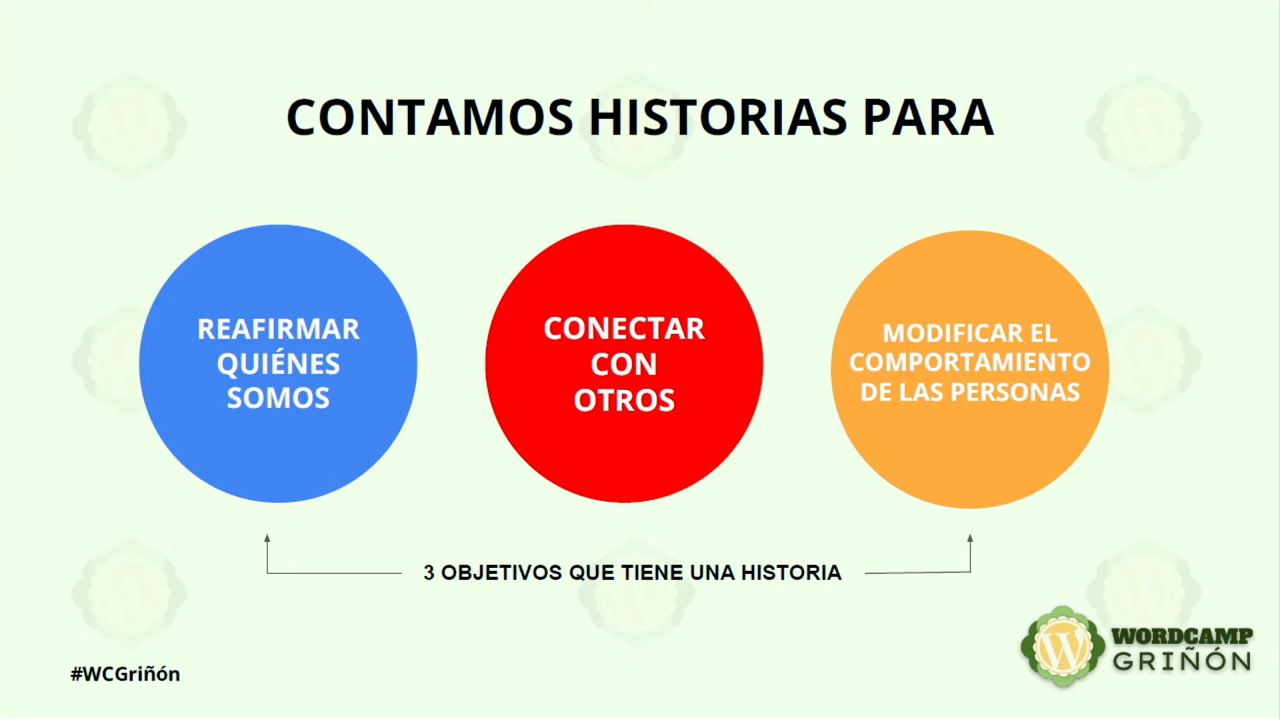 CONTAMOS HISTORIAS PARA
REAFIRMAR
QUIÉNES
SOMOS
CONECTAR
CON
OTROS
MODIFICAR EL
COMPORTAMIENTO
DE LAS PERSONAS
3 OBJETIVOS QUE TIENE UNA HISTORIA
#WCGriñón
WORDCAMP
GRIÑÓN